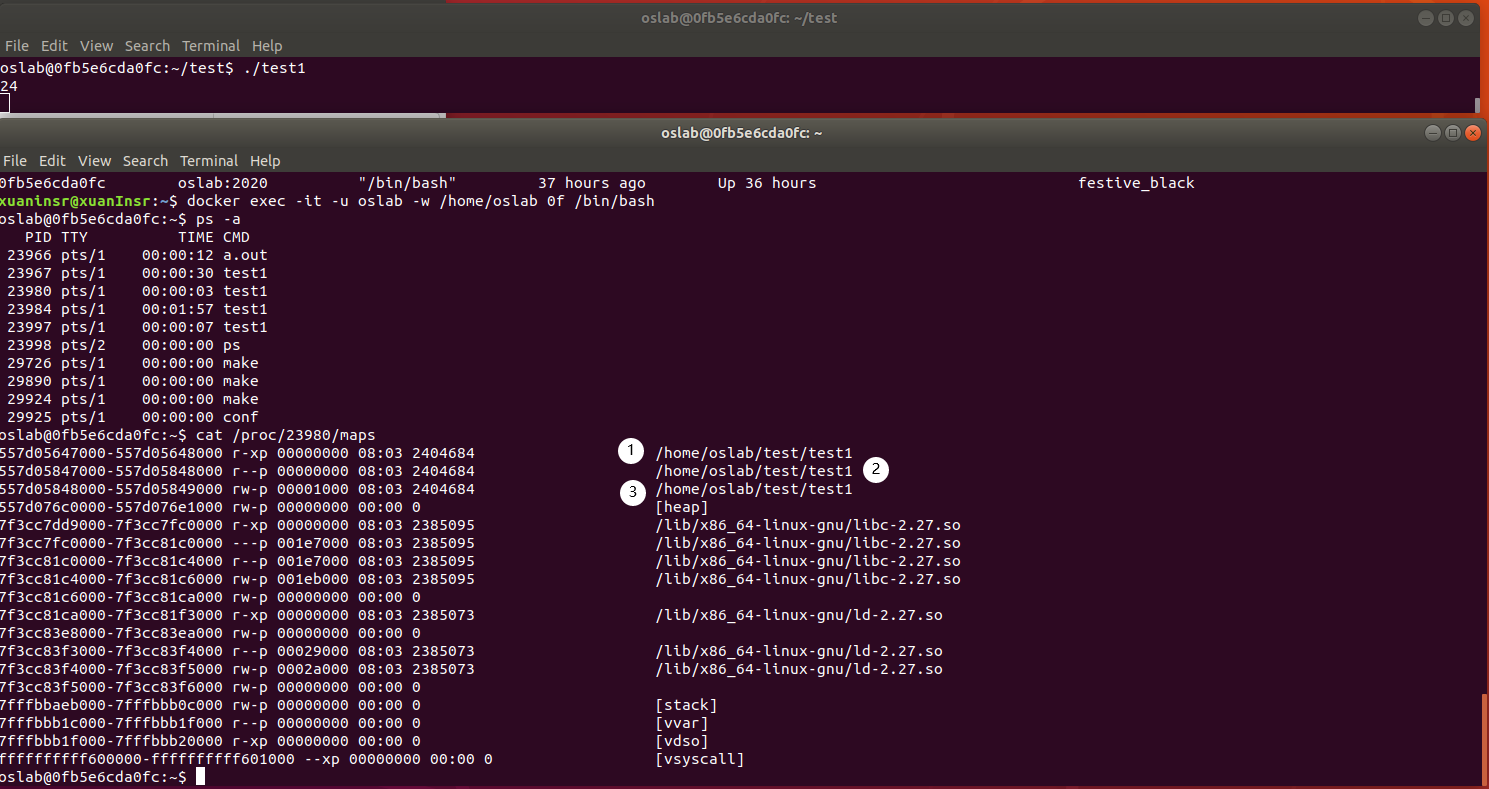 oslab@0fb5e6cda0fc: ~/test
File Edit View Search Terminal Help
oslab@0fb5e6cda0fc:~/test$ ./test1
24
oslab@0fb5e6cda0fc: ~
File Edit View Search Terminal Help
0fb5e6cda0fc oslab:2020 "/bin/bash" 37 hours ago Up 36 hours festive_black
xuaninsr@xuanInsr:~$ docker exec -it -u oslab -w /home/oslab 0f /bin/bash
oslab@0fb5e6cda0fc:~$ ps -a
PID TTY TIME CMD
23966 pts/1 00:00:12 a.out
23967 pts/1 00:00:30 test1
23980 pts/1 00:00:03 test1
23984 pts/1 00:01:57 test1
23997 pts/1 00:00:07 test1
23998 pts/2 00:00:00 ps
29726 pts/1 00:00:00 make
29890 pts/1 00:00:00 make
29924 pts/1 00:00:00 make
29925 pts/1 00:00:00 conf
oslab@0fb5e6cda0fc:~$ cat /proc/23980/maps
557d05647000-557d05648000 r-xp 00000000 08:03 2404684 1 /home/oslab/test/test1
557d05847000-557d05848000 r--p 00000000 08:03 2404684 /home/oslab/test/test1 2
557d05848000-557d05849000 rw-p 00001000 08:03 2404684 3 /home/oslab/test/test1
557d076c0000-557d076e1000 rw-p 00000000 00:00 0 [heap]
7f3cc7dd9000-7f3cc7fc0000 r-xp 00000000 08:03 2385095 /lib/x86_64-linux-gnu/libc-2.27.so
7f3cc7fc0000-7f3cc81c0000 ---p 001e7000 08:03 2385095 /lib/x86_64-linux-gnu/libc-2.27.so
7f3cc81c0000-7f3cc81c4000 r--p 001e7000 08:03 2385095 /lib/x86_64-linux-gnu/libc-2.27.so
7f3cc81c4000-7f3cc81c6000 rw-p 001eb000 08:03 2385095 /lib/x86_64-linux-gnu/libc-2.27.so
7f3cc81c6000-7f3cc81ca000 rw-p 00000000 00:00 0
7f3cc81ca000-7f3cc81f3000 r-xp 00000000 08:03 2385073 /lib/x86_64-linux-gnu/ld-2.27.so
7f3cc83e8000-7f3cc83ea000 rw-p 00000000 00:00 0
7f3cc83f3000-7f3cc83f4000 r--p 00029000 08:03 2385073 /lib/x86_64-linux-gnu/ld-2.27.so
7f3cc83f4000-7f3cc83f5000 rw-p 0002a000 08:03 2385073 /lib/x86_64-linux-gnu/ld-2.27.so
7f3cc83f5000-7f3cc83f6000 rw-p 00000000 00:00 0
7fffbbaeb000-7fffbbb0c000 rw-p 00000000 00:00 0 [stack]
7fffbbb1c000-7fffbbb1f000 r--p 00000000 00:00 0 [vvar]
7fffbbb1f000-7fffbbb20000 r-xp 00000000 00:00 0 [vdso]
ffffffffff600000-ffffffffff601000 --xp 00000000 00:00 0 [vsyscall]
oslab@0fb5e6cda0fc:~$